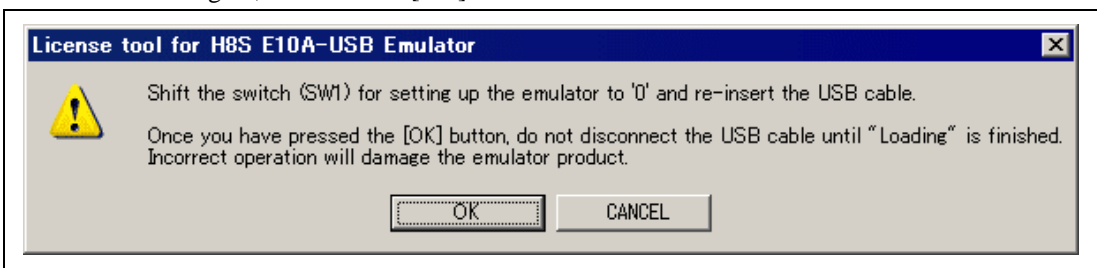 License tool for H8S E10A-USB Emulator
Shift the switch (SW1) for setting up the emulator to '0' and re-insert the USB cable.
Once you have pressed the [OK] button, do not disconnect the USB cable until "Loading" is finished.
Incorrect operation will damage the emulator product.
OK CANCEL